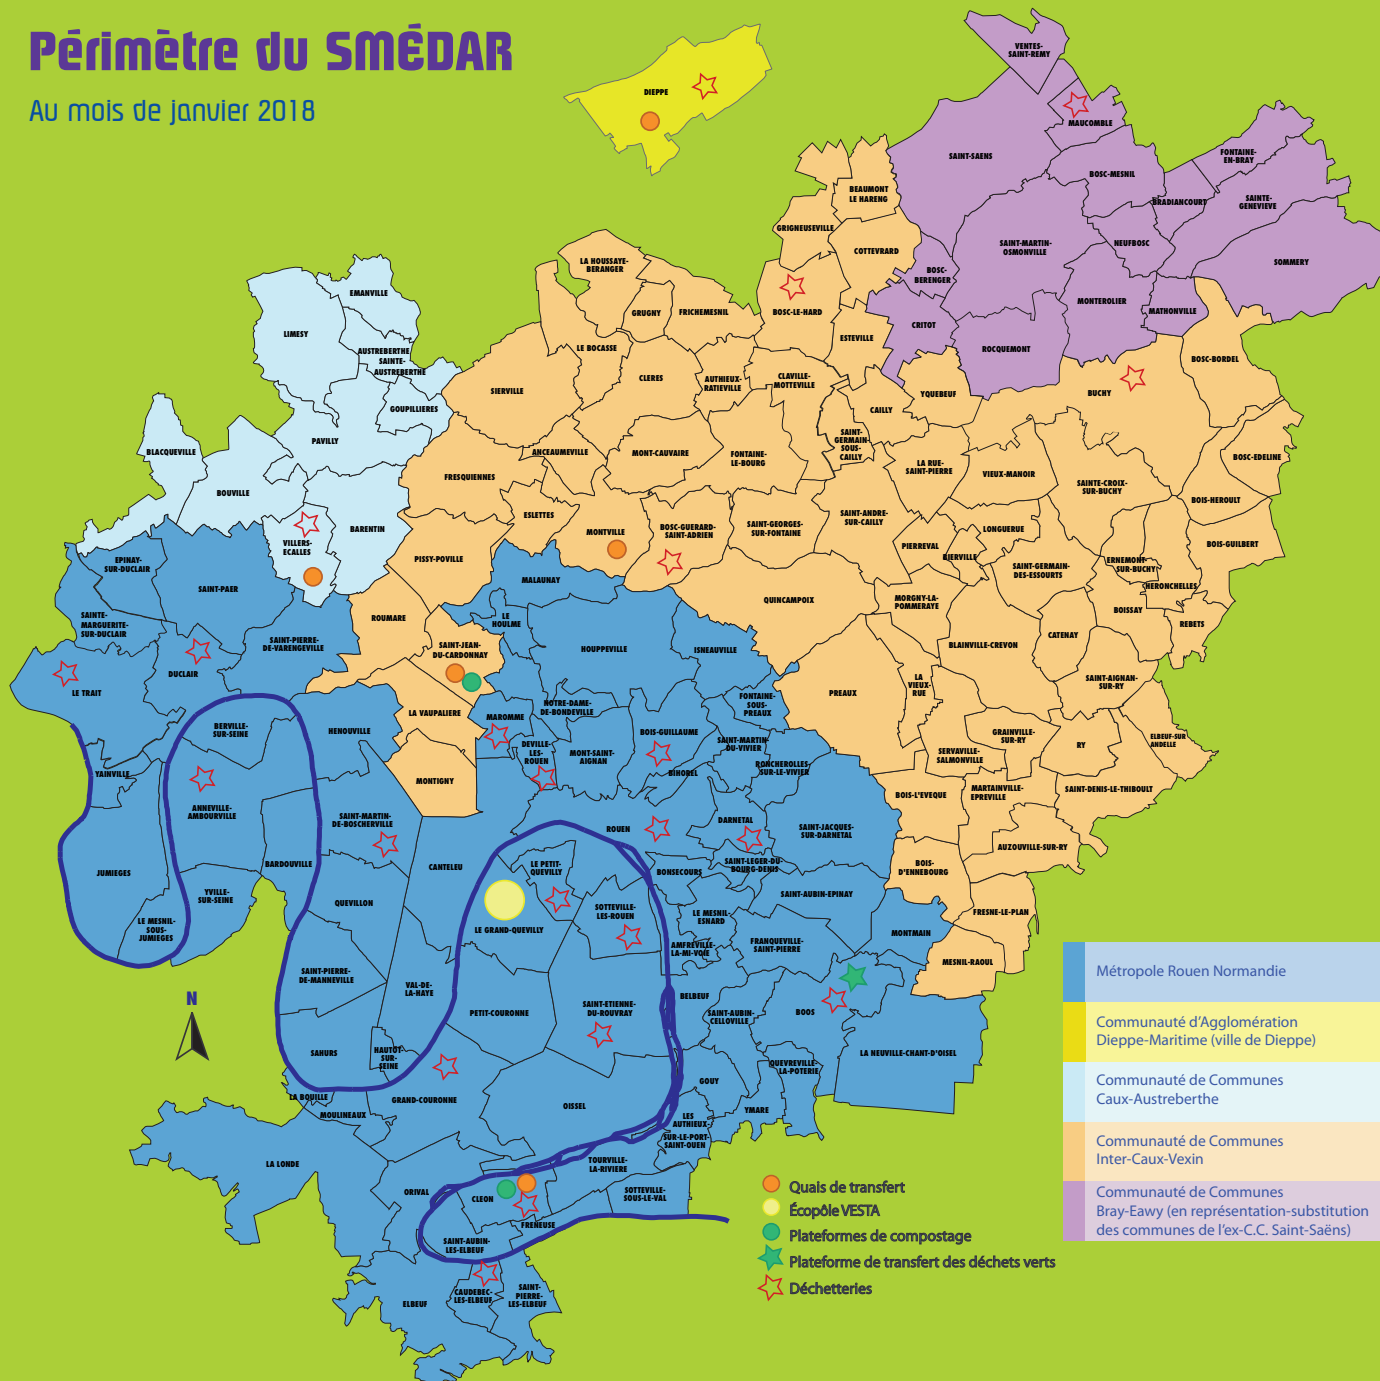 Périmètre du SMÉDAR
Au mois de janvier 2018
DIEPPE
VENTES-
SAINT-REMY
MAUCOMBLE
SAINT-SAENS
BOSC-MESNIL
FONTAINE-
EN-BRAY
BRADIANCOURT
SAINTE-
GENEVIEVE
NEUFBOSC
SOMMERY
SAINT-MARTIN-
OSMONVILLE
BOSC-
BERENGER
MONTEROLIER
MATHONVILLE
CRITOT
ROCQUEMONT
BEAUMONT
LE HARENG
GRIGNEUSEVILLE
COTTEVRARD
BOSC-LE-HARD
ESTEVILLE
LA HOUSSAYE-
BERANGER
GRUGNY
FRICHEMESNIL
LE BOCASSE
CLERES
AUTHIEUX-
RATIEVILLE
CLAVILLE-
MOTTEVILLE
SIERVILLE
CAILLY
YQUEBEUF
BUCHY
BOSC-BORDEL
BOSC-EDELINE
EMANVILLE
LIMESY
AUSTREBERTHE
SAINTE-
AUSTREBERTHE
GOUPILLIERES
PAVILLY
BLACQUEVILLE
BOUVILLE
VILLERS-
ECALLES
BARENTIN
ANCEAUMEVILLE
MONT-CAUVAIRE
FONTAINE-
LE-BOURG
SAINT-
GERMAIN-
SOUS-
CAILLY
LA RUE-
SAINT-PIERRE
VIEUX-MANOIR
SAINTE-CROIX-
SUR-BUCHY
BOIS-HEROULT
BOIS-GUILBERT
FRESQUIENNES
ESLETTES
MONTVILLE
BOSC-GUERARD-
SAINT-ADRIEN
SAINT-GEORGES-
SUR-FONTAINE
SAINT-ANDRE-
SUR-CAILLY
PIERREVAL
LONGUERUE
BIERVILLE
SAINT-GERMAIN-
DES-ESSOURTS
ERNEMONT-
SUR-BUCHY
HERONCHELLES
BOISSAY
REBETS
PISSY-POVILLE
QUINCAMPOIX
MORGNY-LA-
POMMERAYE
BLAINVILLE-CREVON
CATENAY
SAINT-AIGNAN-
SUR-RY
EPINAY-
SUR-DUCLAIR
SAINT-PAER
SAINTE-
MARGUERITE-
SUR-DUCLAIR
SAINT-PIERRE-
DE-VARENGEVILLE
LE TRAIT
DUCLAIR
ROUMARE
SAINT-JEAN-
DU-CARDONNAY
MALAUNAY
LE
HOULME
HOUPPEVILLE
ISNEAUVILLE
PREAUX
LA
VIEUX-
RUE
LA VAUPALIERE
MAROMME
NOTRE-DAME-
DE-BONDEVILLE
FONTAINE-
SOUS-
PREAUX
SERVAVILLE-
SALMONVILLE
GRAINVILLE-
SUR-RY
RY
ELBEUF-SUR
ANDELLE
BERVILLE-
SUR-SEINE
HENOUVILLE
DEVILLE-
LES-
ROUEN
MONT-SAINT-
AIGNAN
BOIS-GUILLAUME
BIHOREL
SAINT-MARTIN-
DU-VIVIER
RONCHEROLLES-
SUR-LE-VIVIER
MONTIGNY
BOIS-L'EVEQUE
MARTAINVILLE-
EPREVILLE
SAINT-DENIS-LE-THIBOULT
YAINVILLE
ANNEVILLE-
AMBOURVILLE
SAINT-MARTIN-
DE-BOSCHERVILLE
ROUEN
DARNETAL
SAINT-JACQUES-
SUR-DARNETAL
AUZOUVILLE-SUR-RY
JUMIEGES
BARDOUVILLE
CANTELEU
LE PETIT-
QUEVILLY
BONSECOURS
SAINT-LEGER-DU-
BOURG-DENIS
BOIS-
D'ENNEBOURG
YVILLE-
SUR-SEINE
QUEVILLON
SAINT-AUBIN-EPINAY
LE MESNIL-
SOUS-
JUMIEGES
LE GRAND-QUEVILLY
SOTTEVILLE-
LES-ROUEN
LE MESNIL-
ESNARD
FRESNE-LE-PLAN
MONTMAIN
AMFREVILLE-
LA-MI-VOIE
FRANQUEVILLE-
SAINT-PIERRE
MESNIL-RAOUL
SAINT-PIERRE-
DE-MANNEVILLE
VAL-DE-
LA-HAYE
BELBEUF
PETIT-COURONNE
SAINT-ETIENNE-
DU-ROUVRAY
SAINT-AUBIN-
CELLOVILLE
BOOS
SAHURS
HAUTOT-
SUR-
SEINE
LA NEUVILLE-CHANT-D'OISEL
QUEVREVILLE-
LA-POTERIE
GOUY
LA BOUILLE
MOULINEAUX
GRAND-COURONNE
OISSEL
YMARE
LES
AUTHIEUX-
SUR-LE-PORT-
SAINT-OUEN
LA LONDE
ORIVAL
CLEON
TOURVILLE-
LA-RIVIERE
SOTTEVILLE-
SOUS-LE-VAL
FRENEUSE
SAINT-AUBIN-
LES-ELBEUF
ELBEUF
CAUDEBEC-
LES-ELBEUF
SAINT-
PIERRE-
LES-ELBEUF
N
Métropole Rouen Normandie
Communauté d'Agglomération
Dieppe-Maritime (ville de Dieppe)
Communauté de Communes
Caux-Austreberthe
Communauté de Communes
Inter-Caux-Vexin
Communauté de Communes
Bray-Eawy (en représentation-substitution
des communes de l'ex-C.C. Saint-Saëns)
Quais de transfert
Écopôle VESTA
Plateformes de compostage
Plateforme de transfert des déchets verts
Déchetteries